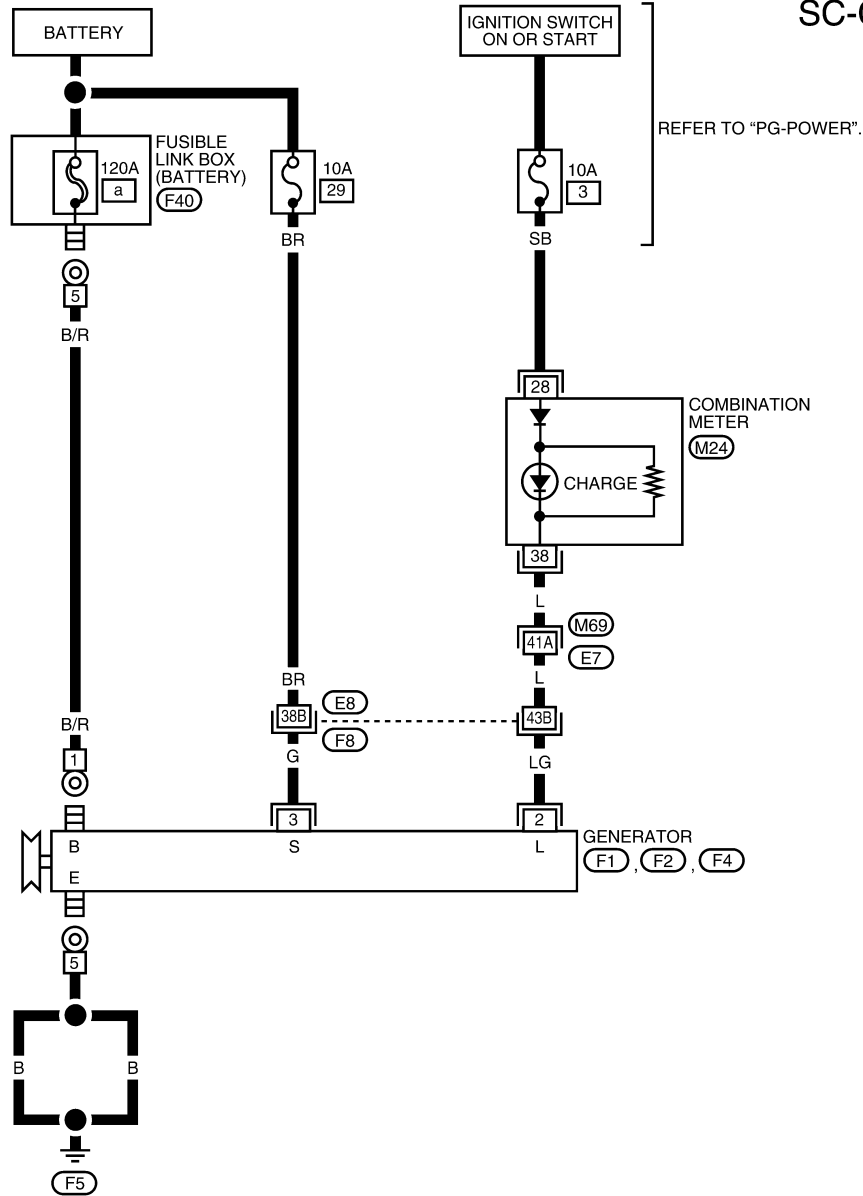 SC-
BATTERY
IGNITION SWITCH
ON OR START
REFER TO “PG-POWER”.
FUSIBLE
LINK BOX
(BATTERY)
F40
120A
a
10A
29
10A
3
BR
SB
5
B/R
28
COMBINATION
METER
M24
CHARGE
38
L
M69
41A
E7
L
BR
B/R
38B
E8
43B
F8
1
G
LG
3
2
GENERATOR
F1 , F2 , F4
B
S
L
E
5
B
B
F5